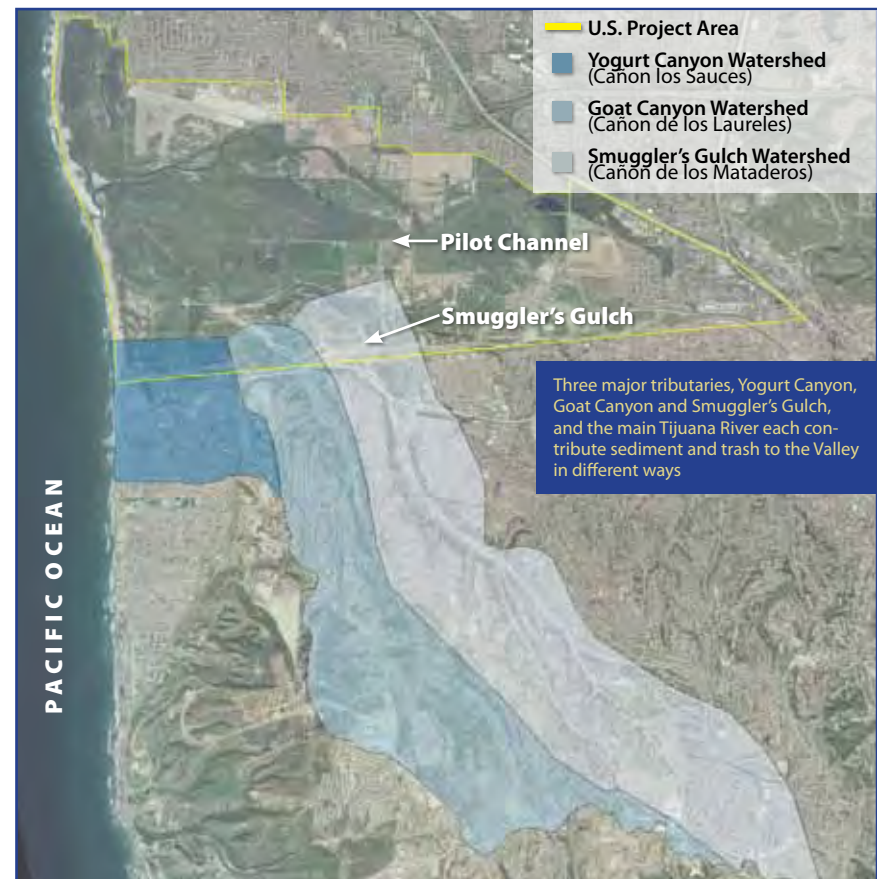 U.S. Project Area
Yogurt Canyon Watershed
(Cañon los Sauces)
Goat Canyon Watershed
(Cañon de los Laureles)
Smuggler's Gulch Watershed
(Cañon de los Mataderos)
Pilot Channel
Smuggler's Gulch
Three major tributaries, Yogurt Canyon,
Goat Canyon and Smuggler's Gulch,
and the main Tijuana River each con-
tribute sediment and trash to the Valley
in different ways
PACIFIC OCEAN